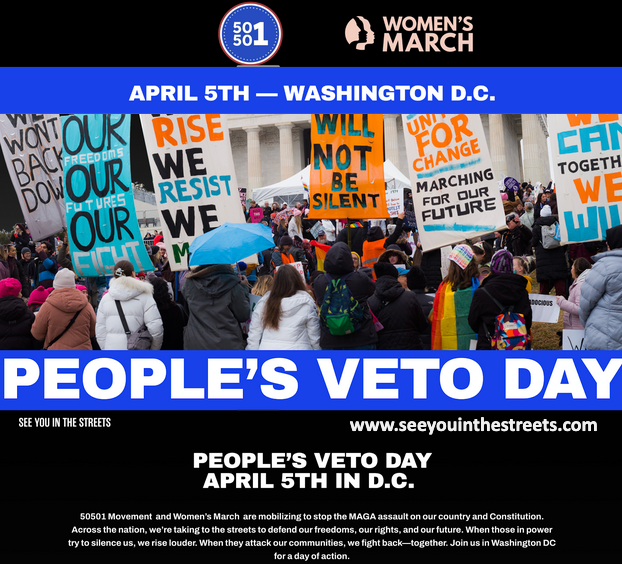 50
501
WOMEN'S
MARCH
APRIL 5TH — WASHINGTON D.C.
WE
WONT
BACK
DOWN
OUR
FREEDOMS
OUR
FUTURES
OUR
FIGHT
RISE
WE
RESIST
WE
WILL
NOT
BE
SILENT
UNITE
FOR
CHANGE
MARCHING
FOR OUR
FUTURE
WE
CAN
TOGETH
WE
WILL
PEOPLE'S VETO DAY
SEE YOU IN THE STREETS
www.seeyouinthestreets.com
PEOPLE'S VETO DAY
APRIL 5TH IN D.C.
50501 Movement and Women's March are mobilizing to stop the MAGA assault on our country and Constitution.
Across the nation, we're taking to the streets to defend our freedoms, our rights, and our future. When those in power
try to silence us, we rise louder. When they attack our communities, we fight back—together. Join us in Washington DC
for a day of action.